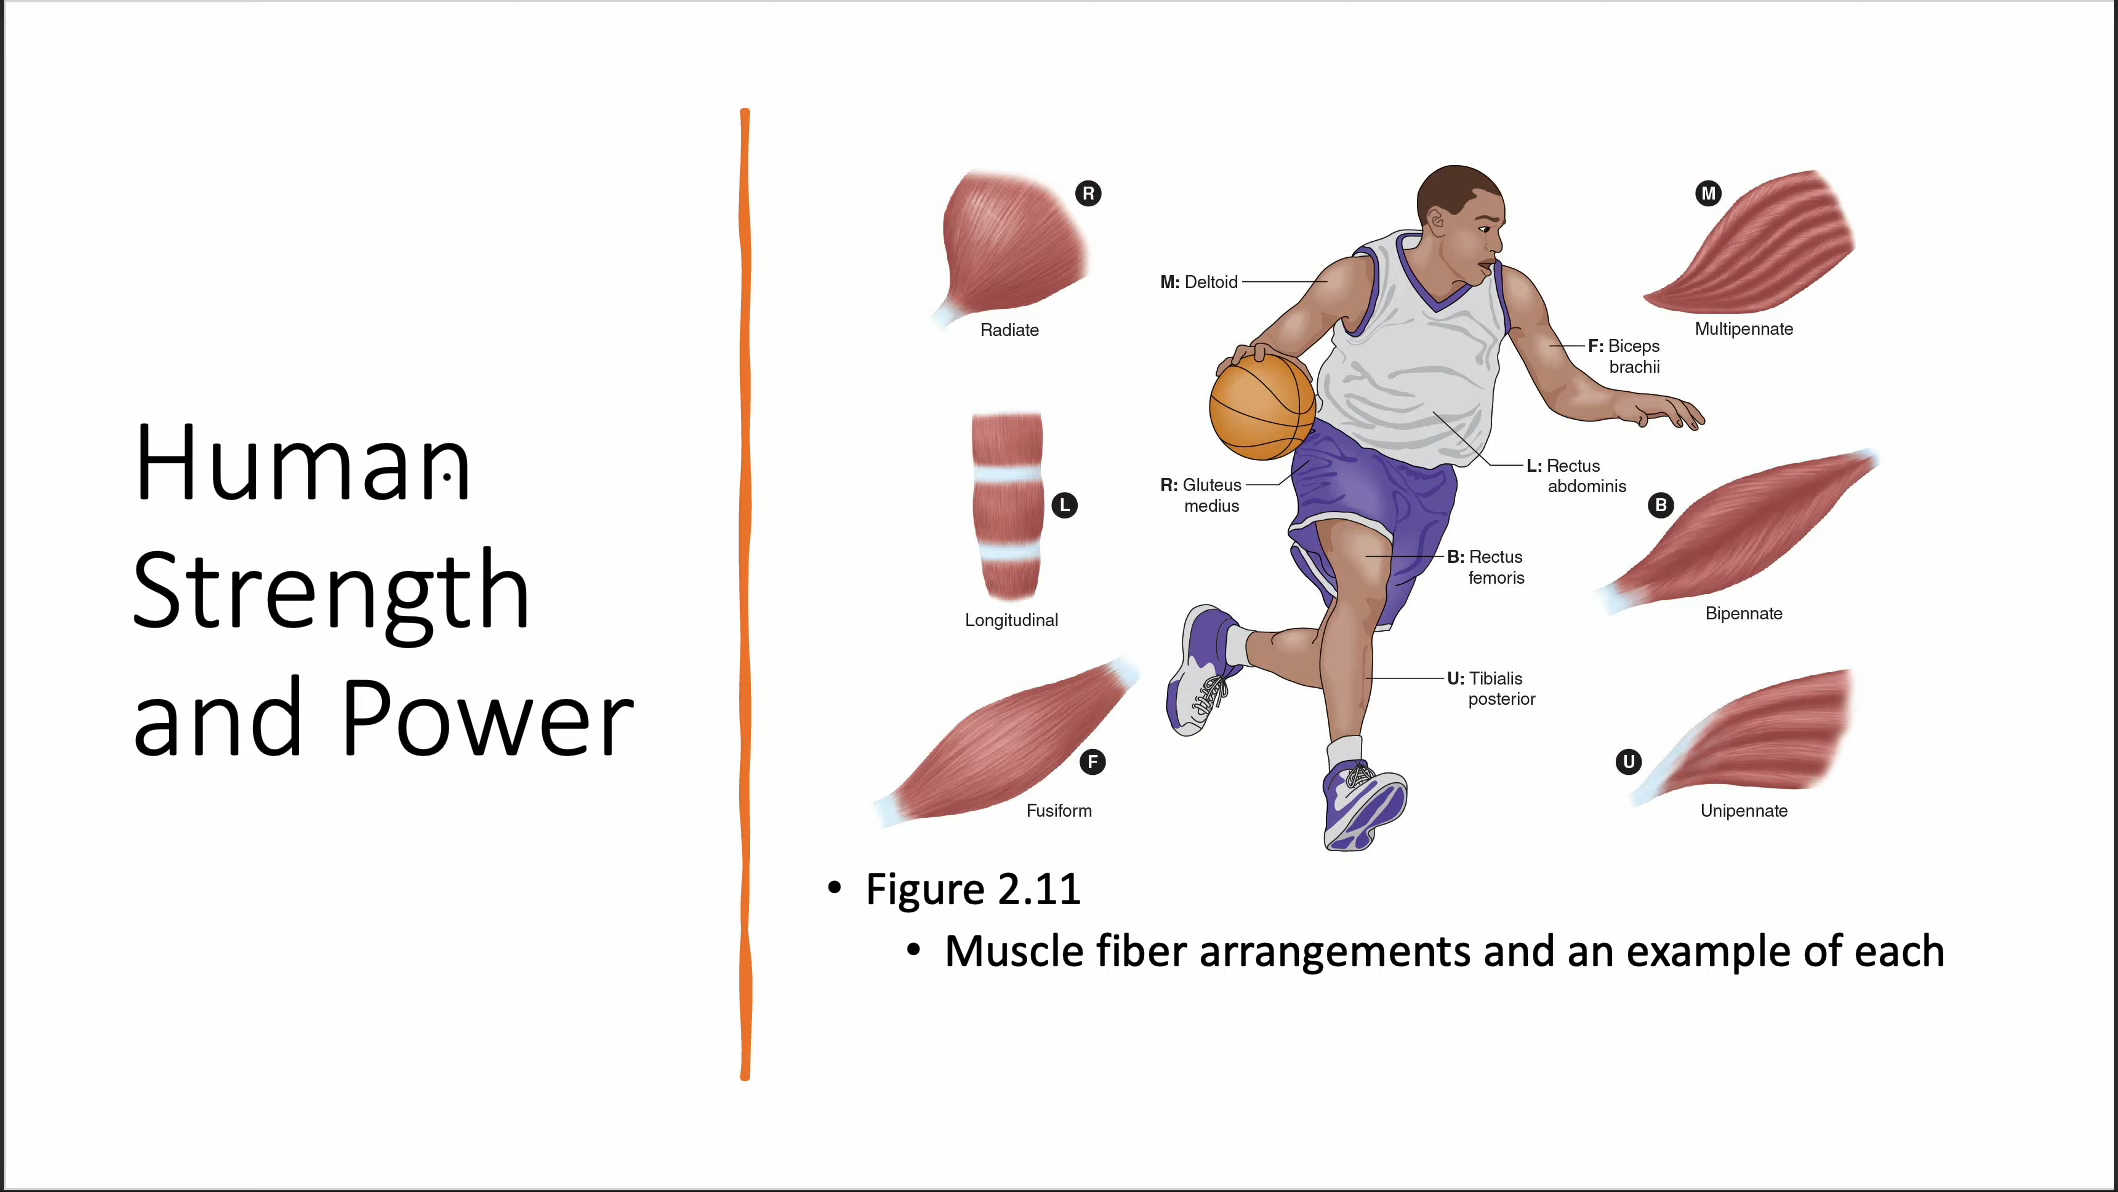 Human
Strength
and Power
R
Radiate
L
Longitudinal
F
Fusiform
M: Deltoid
R: Gluteus
medius
F: Biceps
brachii
L: Rectus
abdominis
B: Rectus
femoris
U: Tibialis
posterior
M
Multipennate
B
Bipennate
U
Unipennate
• Figure 2.11
• Muscle fiber arrangements and an example of each